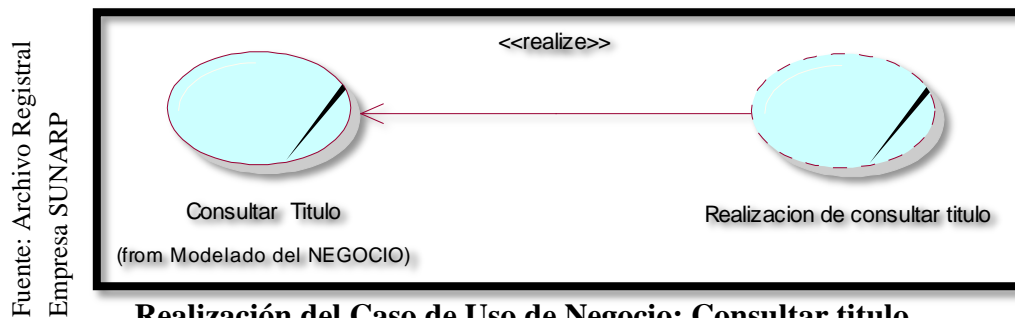 Fuente: Archivo Registral
Empresa SUNARP
<<realize>>
Consultar Titulo
Realizacion de consultar titulo
(from Modelado del NEGOCIO)
Realización del Caso de Uso de Negocio: Consultar titulo